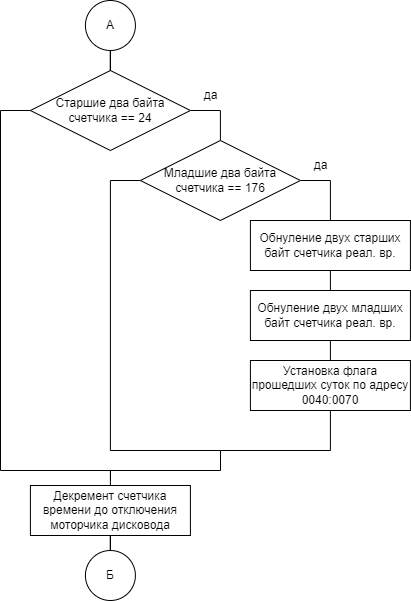 А
Старшие два байта
счетчика == 24
да
Младшие два байта
счетчика == 176
да
Обнуление двух старших
байт счетчика реал. вр.
Обнуление двух младших
байт счетчика реал. вр.
Установка флага
прошедших суток по адресу
0040:0070
Декремент счетчика
времени до отключения
моторчика дисковода
Б